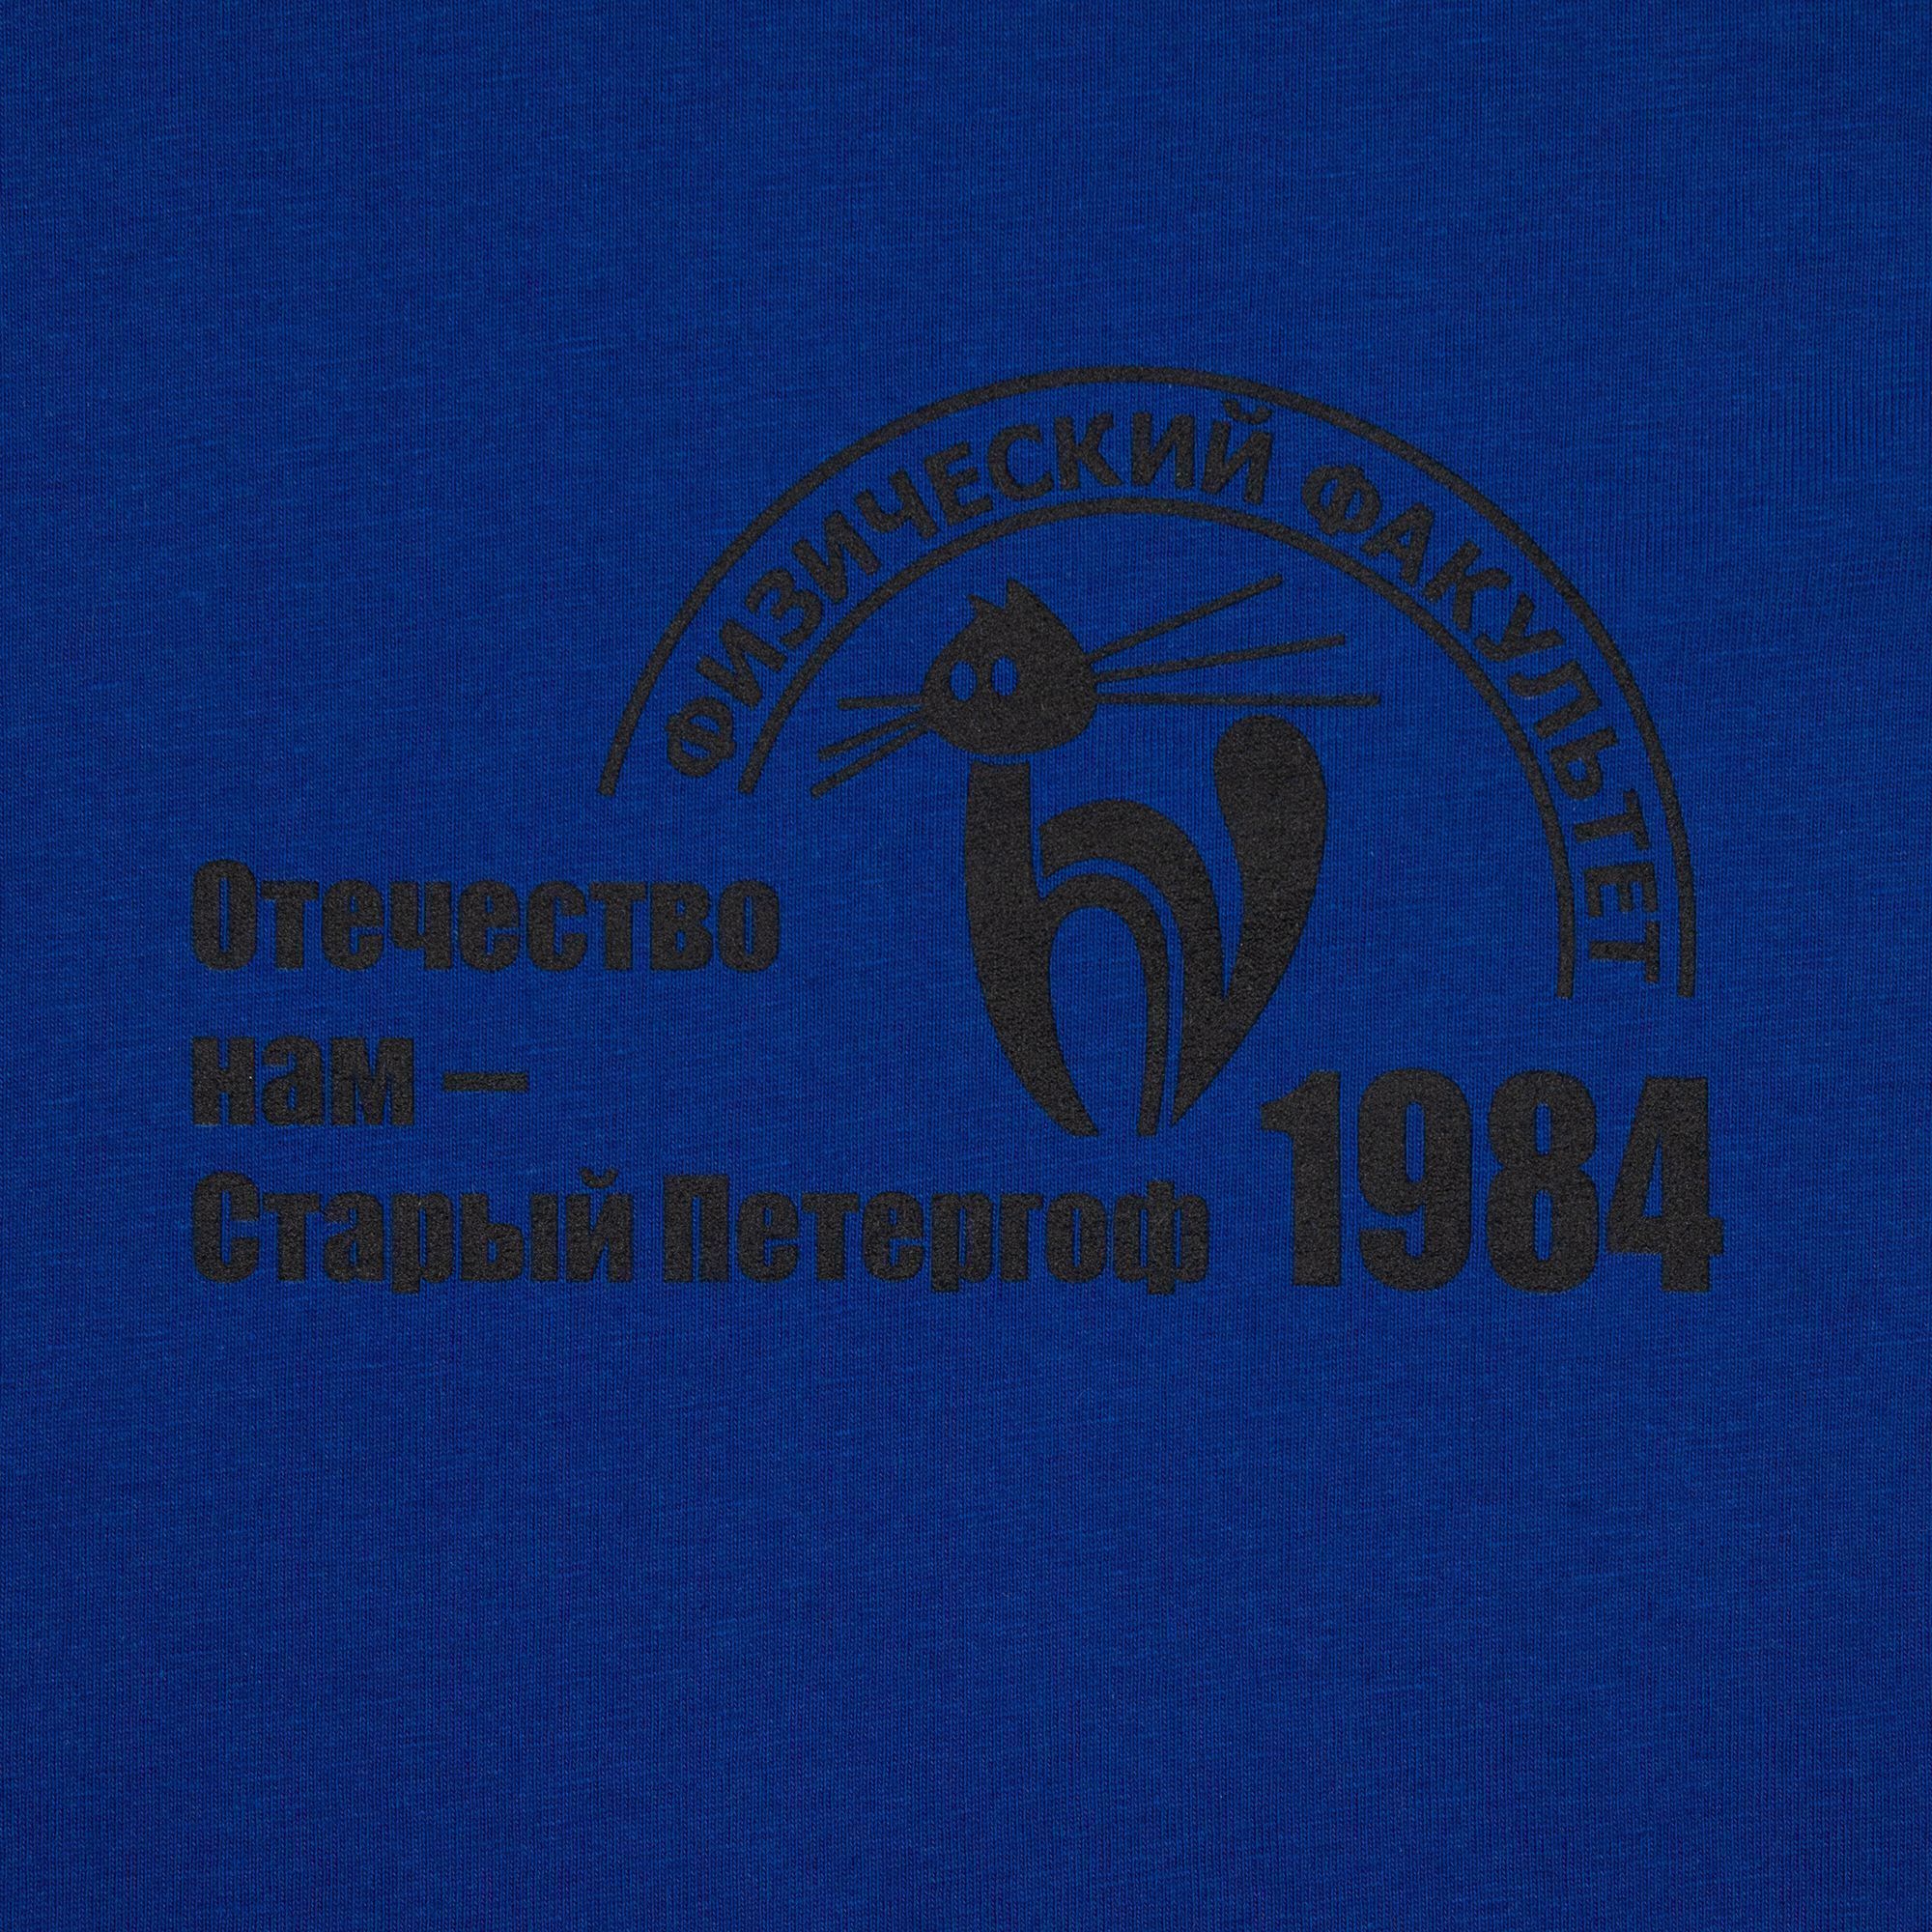 ФИЗИЧЕСКИЙ ФАКУЛЬТЕТ
Отечество
нам –
Старый Петергоф
1984